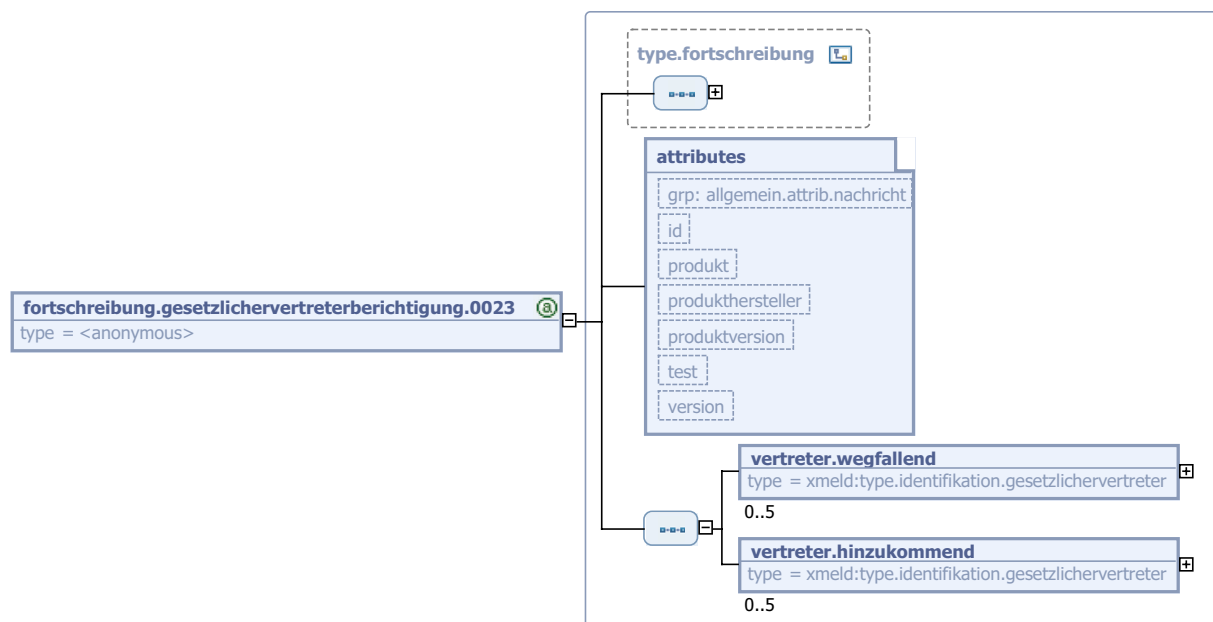 type.fortschreibung
attributes
grp: allgemein.attrib.nachricht
id
produkt
produkthersteller
produktversion
test
version
fortschreibung.gesetzlichervertreterberichtigung.0023
type = <anonymous>
vertreter.wegfallend
type = xmeld:type.identifikation.gesetzlichervertreter
0..5
vertreter.hinzukommend
type = xmeld:type.identifikation.gesetzlichervertreter
0..5